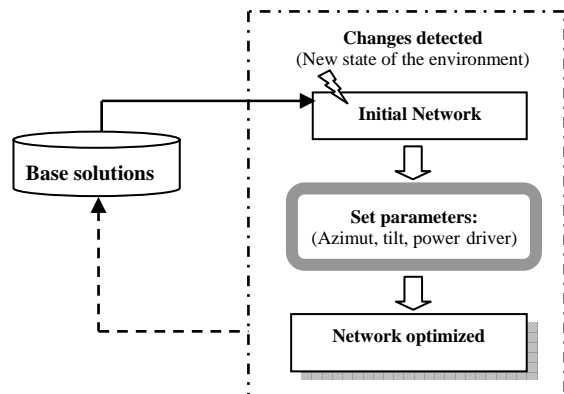 Changes detected
(New state of the environment)
Initial Network
Base solutions
Set parameters:
(Azimut, tilt, power driver)
Network optimized